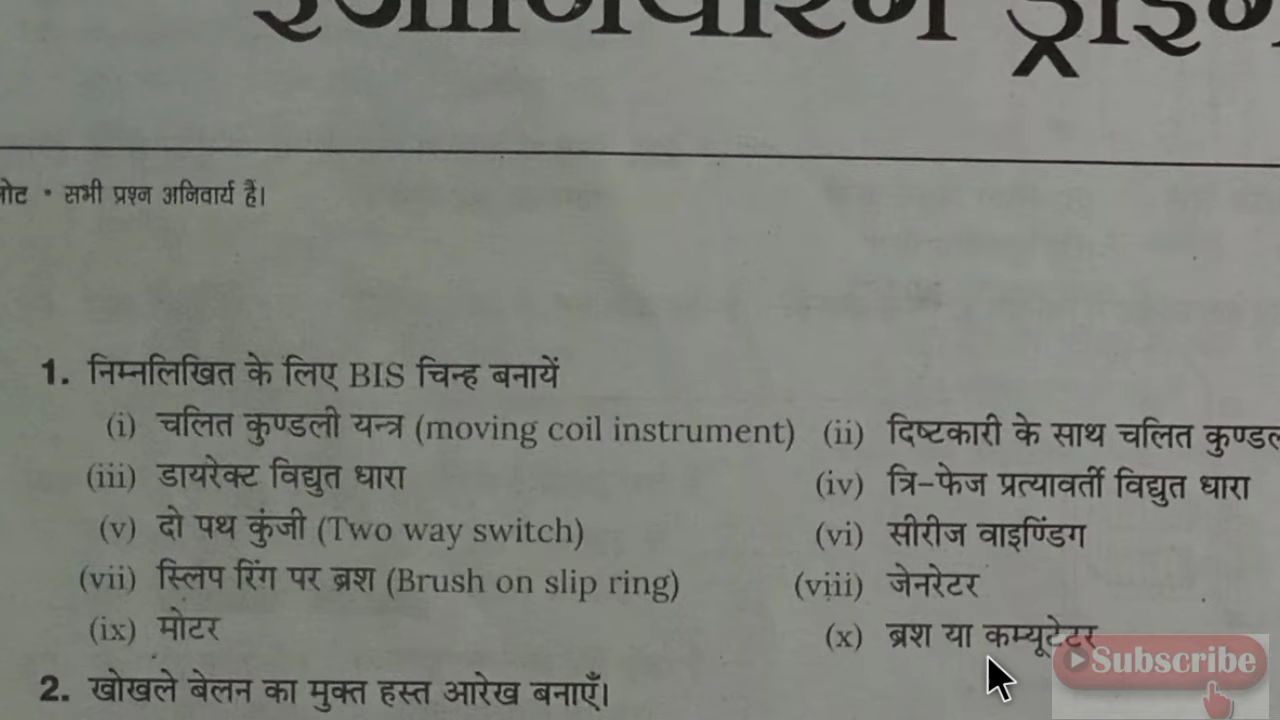 इंजीनियरिंग ड्राइंग
नोट • सभी प्रश्न अनिवार्य हैं।
1. निम्नलिखित के लिए BIS चिन्ह बनायें
(i) चलित कुण्डली यन्त्र (moving coil instrument) (ii) दिष्टकारी के साथ चलित
(iii) डायरेक्ट विद्युत धारा (iv) त्रि-फेज प्रत्यावर्ती विद्युत धारा
(v) दो पथ कुंजी (Two way switch) (vi) सीरीज वाइण्डिंग
(vii) स्लिप रिंग पर ब्रश (Brush on slip ring) (viii) जेनरेटर
(ix) मोटर (x) ब्रश या कम्यूटेटर
Subscribe
2. खोखले बेलन का मुक्त हस्त आरेख बनाएँ।